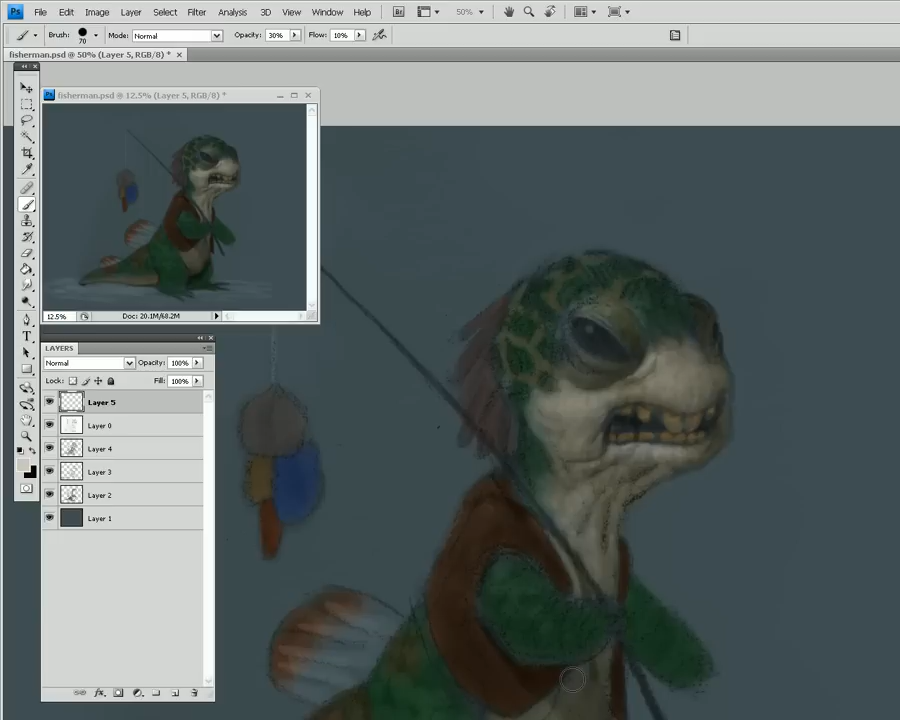 Ps File Edit Image Layer Select Filter Analysis 3D View Window Help Br 50%
Brush: 70 Mode: Normal Opacity: 30% Flow: 10%
fisherman.psd @ 50% (Layer 5, RGB/8) *
Ps fisherman.psd @ 12.5% (Layer 5, RGB/8) *
12.5% Doc: 20.1M/68.2M
LAYERS
Normal Opacity: 100%
Lock: Fill: 100%
Layer 5
Layer 0
Layer 4
Layer 3
Layer 2
Layer 1